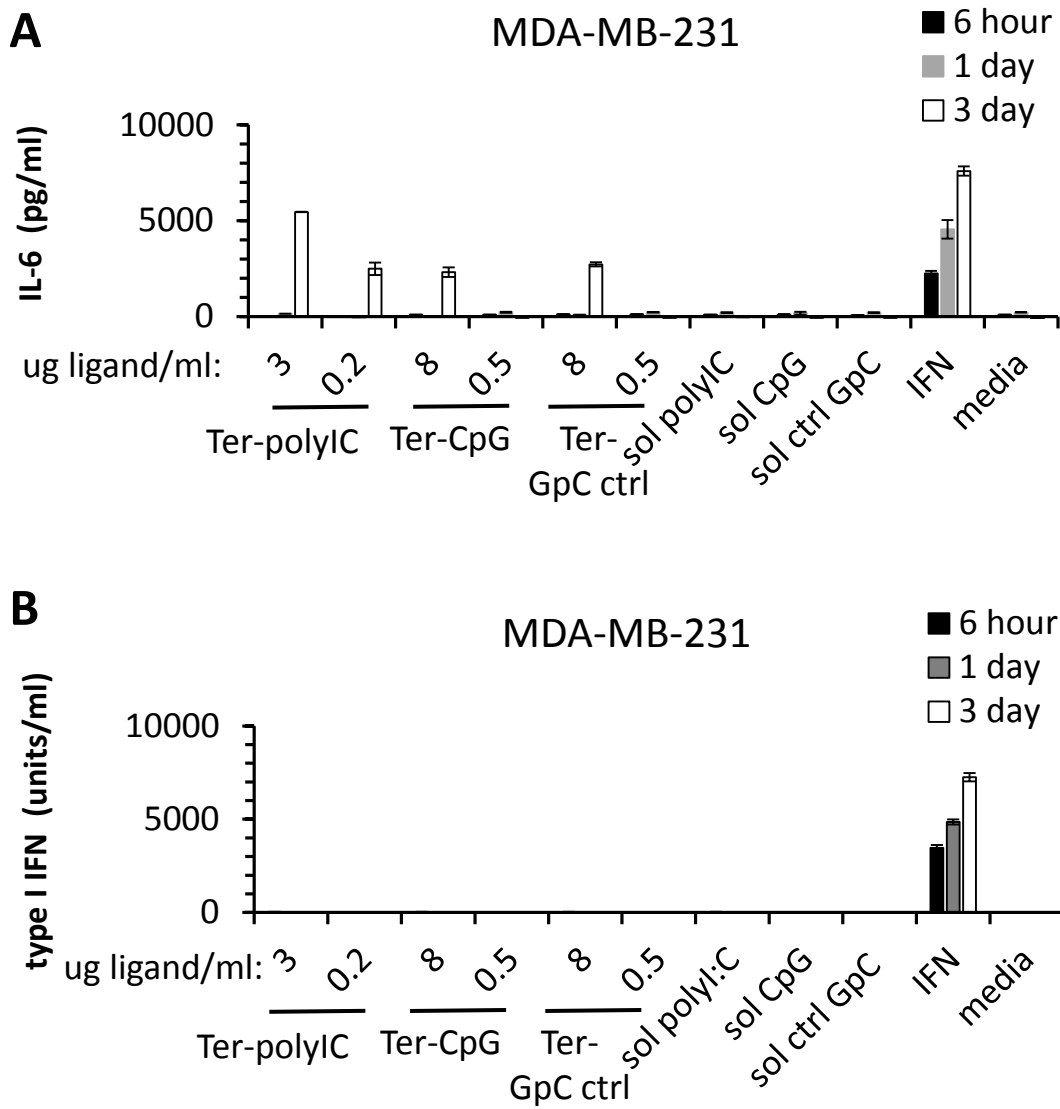 A
MDA-MB-231
6 hour
1 day
3 day
IL-6 (pg/ml)
10000
5000
0
ug ligand/ml:
3
0.2
8
0.5
8
0.5
sol polyIC
sol CpG
sol ctrl GpC
IFN
media
Ter-polyIC
Ter-CpG
Ter-
GpC ctrl
B
MDA-MB-231
6 hour
1 day
3 day
type I IFN (units/ml)
10000
5000
0
ug ligand/ml:
3
0.2
8
0.5
8
0.5
sol polyI:C
sol CpG
sol ctrl GpC
IFN
media
Ter-polyIC
Ter-CpG
Ter-
GpC ctrl